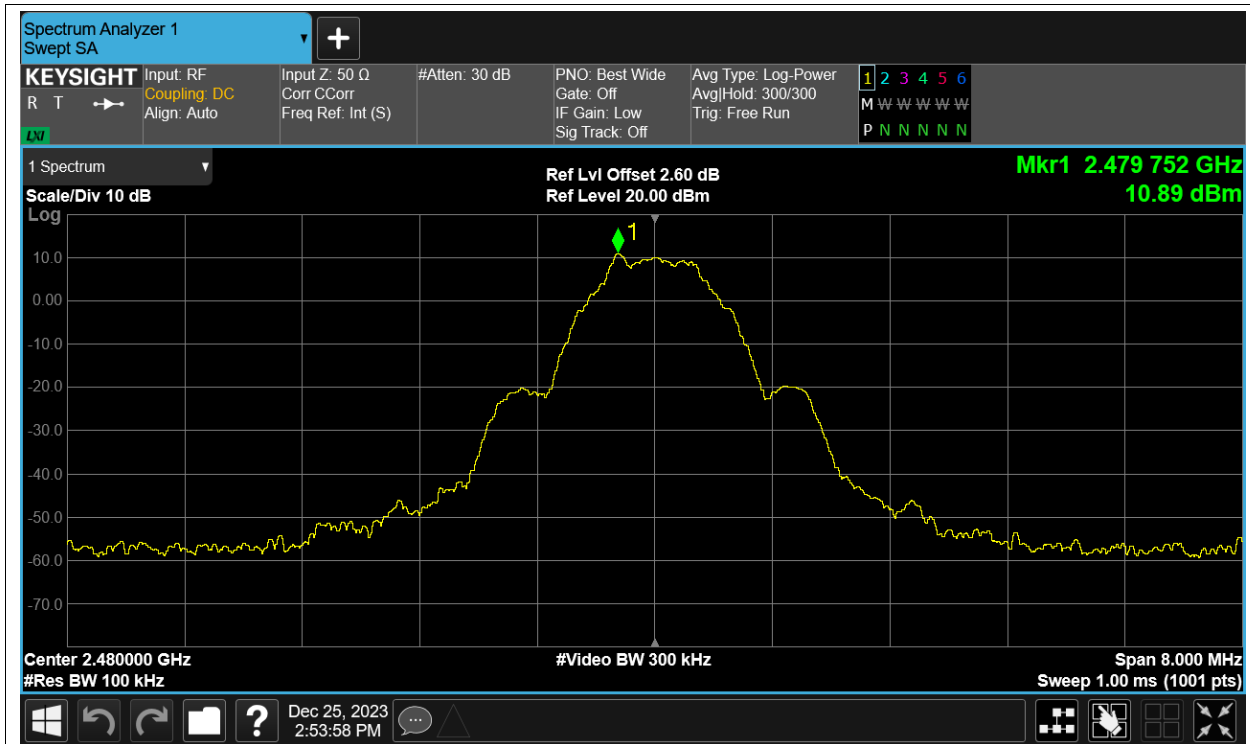 Spectrum Analyzer 1
Swept SA
+
KEYSIGHT
R T
LXI
Input: RF
Coupling: DC
Align: Auto
Input Z: 50 Ω
Corr CCorr
Freq Ref: Int (S)
#Atten: 30 dB
PNO: Best Wide
Gate: Off
IF Gain: Low
Sig Track: Off
Avg Type: Log-Power
Avg|Hold: 300/300
Trig: Free Run
1 2 3 4 5 6
M W W W W W
P N N N N N
1 Spectrum
Scale/Div 10 dB
Log
Ref Lvl Offset 2.60 dB
Ref Level 20.00 dBm
Mkr1 2.479 752 GHz
10.89 dBm
1
10.0
0.00
-10.0
-20.0
-30.0
-40.0
-50.0
-60.0
-70.0
Center 2.480000 GHz
#Res BW 100 kHz
#Video BW 300 kHz
Span 8.000 MHz
Sweep 1.00 ms (1001 pts)
?
Dec 25, 2023
2:53:58 PM